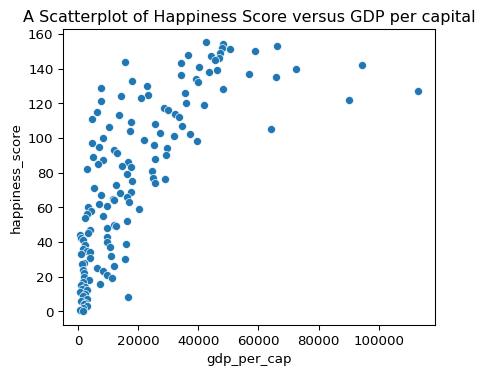 A Scatterplot of Happiness Score versus GDP per capital
160
140
120
100
80
60
40
20
0
happiness_score
0 20000 40000 60000 80000 100000
gdp_per_cap